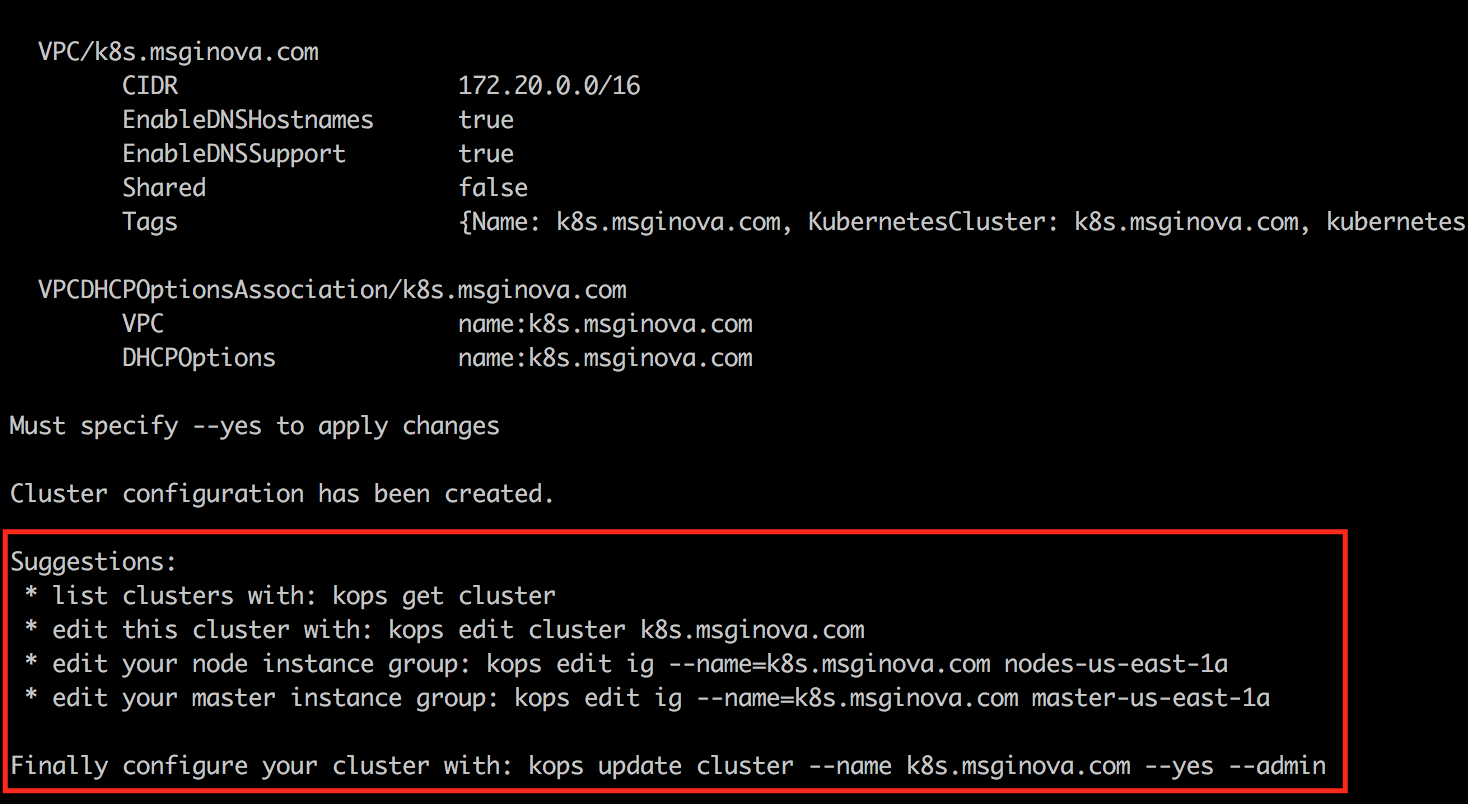 VPC/k8s.msginova.com
CIDR 172.20.0.0/16
EnableDNSHostnames true
EnableDNSSupport true
Shared false
Tags {Name: k8s.msginova.com, KubernetesCluster: k8s.msginova.com, kubernetes
VPCDHCPOptionsAssociation/k8s.msginova.com
VPC name:k8s.msginova.com
DHCPOptions name:k8s.msginova.com
Must specify --yes to apply changes
Cluster configuration has been created.
Suggestions:
* list clusters with: kops get cluster
* edit this cluster with: kops edit cluster k8s.msginova.com
* edit your node instance group: kops edit ig --name=k8s.msginova.com nodes-us-east-1a
* edit your master instance group: kops edit ig --name=k8s.msginova.com master-us-east-1a
Finally configure your cluster with: kops update cluster --name k8s.msginova.com --yes --admin